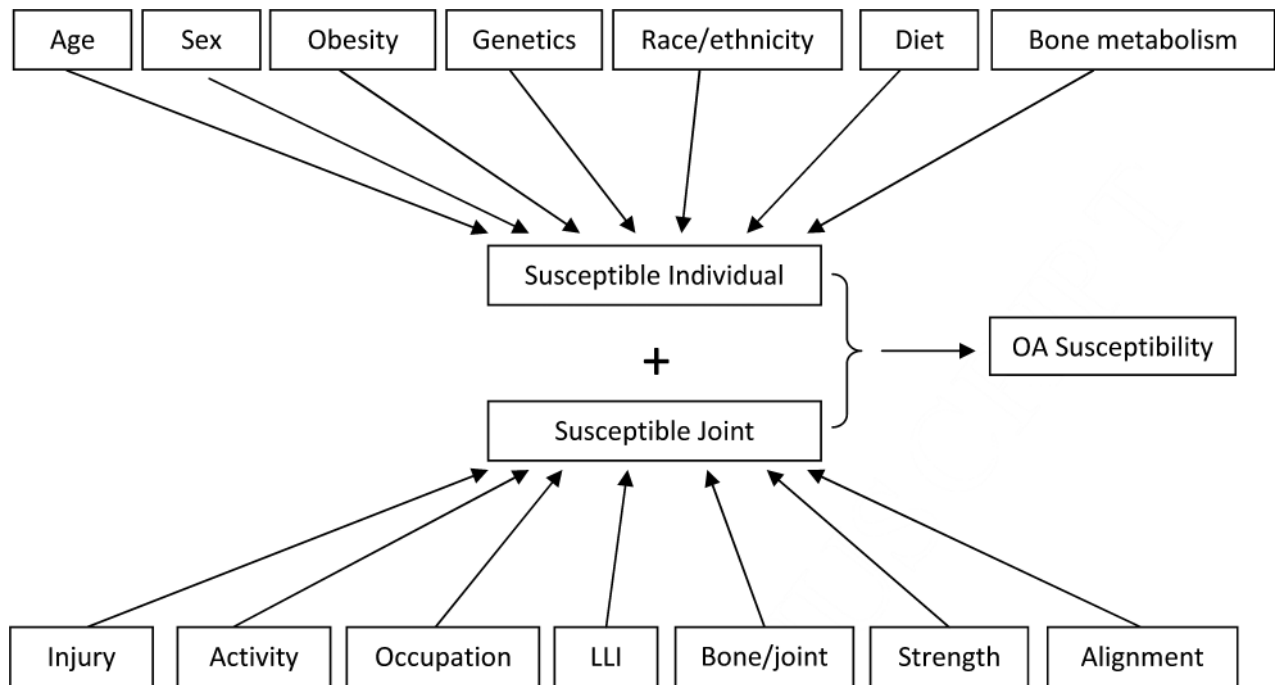 Age Sex Obesity Genetics Race/ethnicity Diet Bone metabolism
Susceptible Individual
+
OA Susceptibility
Susceptible Joint
Injury Activity Occupation LLI Bone/joint Strength Alignment